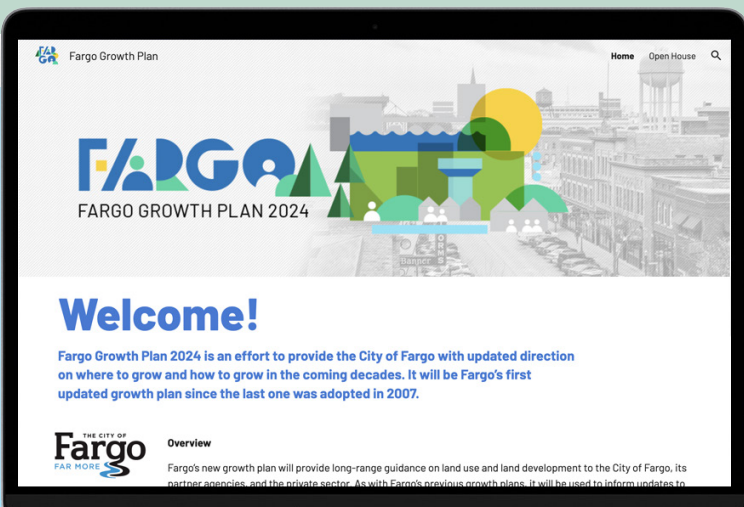 Fargo Growth Plan
Home Open House
FARGO
FARGO GROWTH PLAN 2024
Banner
FORMS
Welcome!
Fargo Growth Plan 2024 is an effort to provide the City of Fargo with updated direction
on where to grow and how to grow in the coming decades. It will be Fargo's first
updated growth plan since the last one was adopted in 2007.
THE CITY OF
Fargo
FAR MORE
Overview
Fargo's new growth plan will provide long-range guidance on land use and land development to the City of Fargo, its
partner agencies, and the private sector. As with Fargo's previous growth plans, it will be used to inform updates to